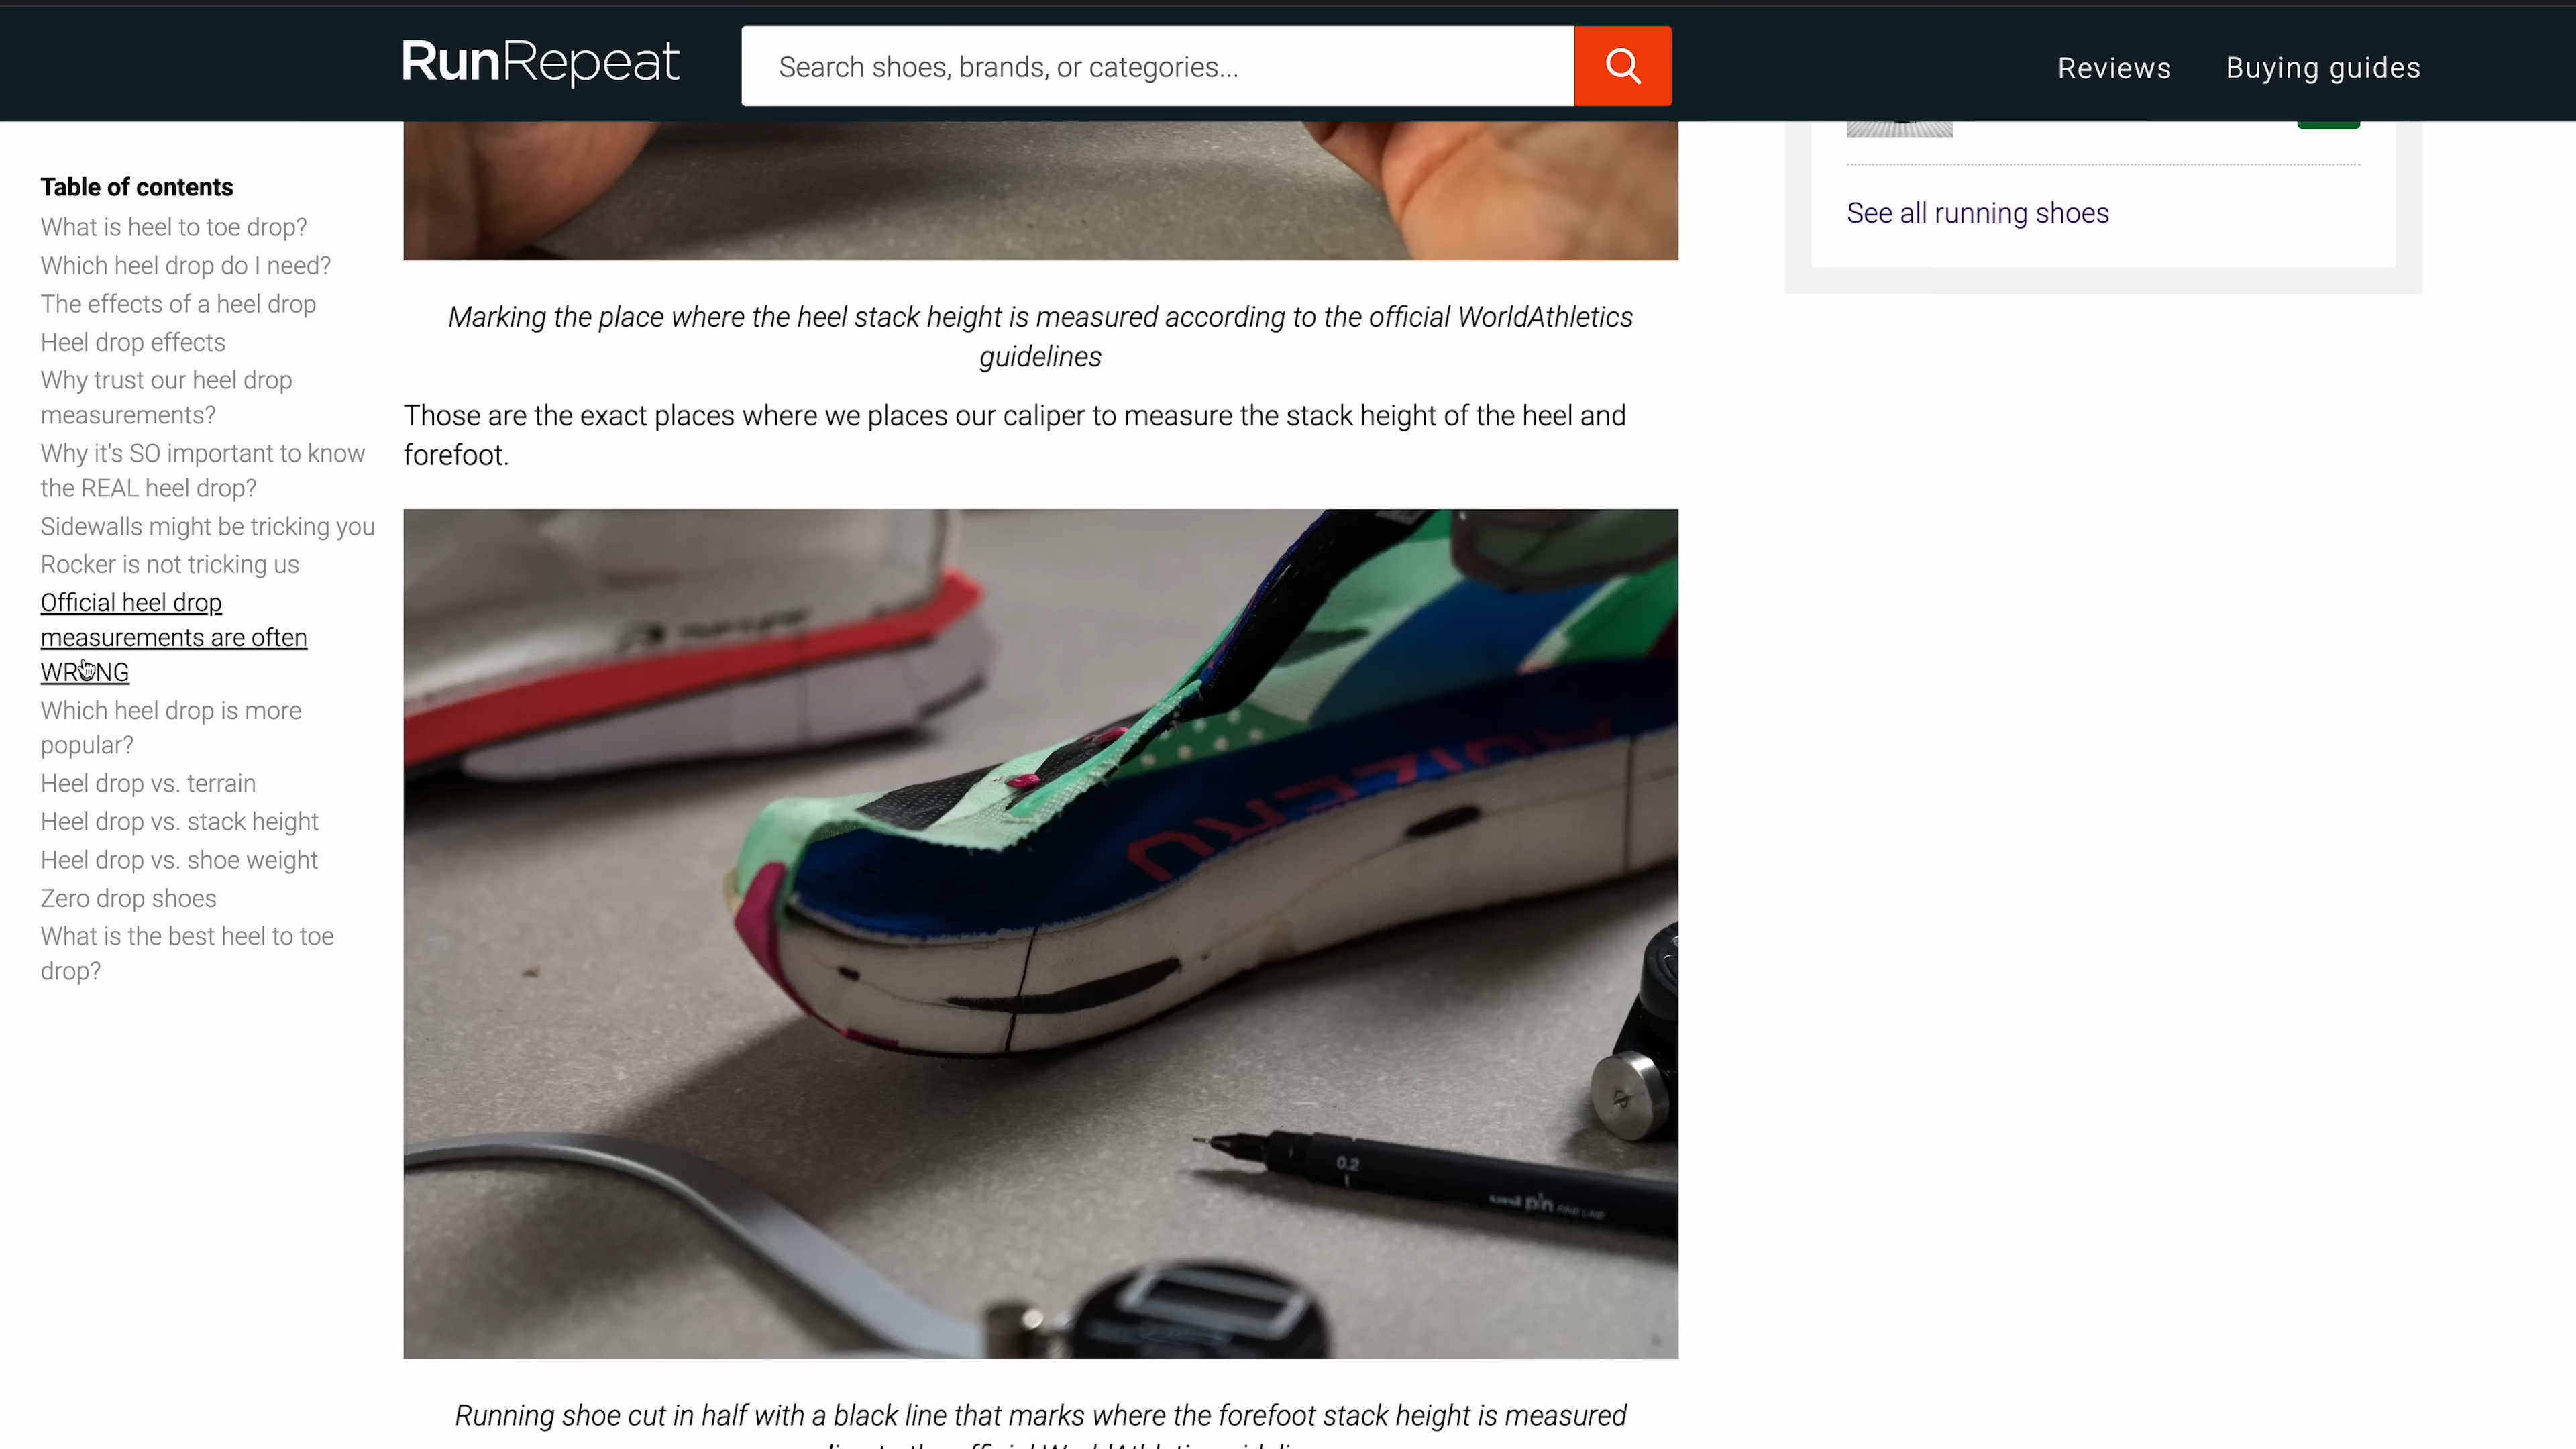 RunRepeat
Search shoes, brands, or categories...
Reviews
Buying guides
Table of contents
What is heel to toe drop?
Which heel drop do I need?
The effects of a heel drop
Heel drop effects
Why trust our heel drop
measurements?
Why it's SO important to know
the REAL heel drop?
Sidewalls might be tricking you
Rocker is not tricking us
Official heel drop
measurements are often
WRONG
Which heel drop is more
popular?
Heel drop vs. terrain
Heel drop vs. stack height
Heel drop vs. shoe weight
Zero drop shoes
What is the best heel to toe
drop?
Marking the place where the heel stack height is measured according to the official WorldAthletics
guidelines
Those are the exact places where we places our caliper to measure the stack height of the heel and
forefoot.
0.2
pin FINE LINE
Running shoe cut in half with a black line that marks where the forefoot stack height is measured
See all running shoes